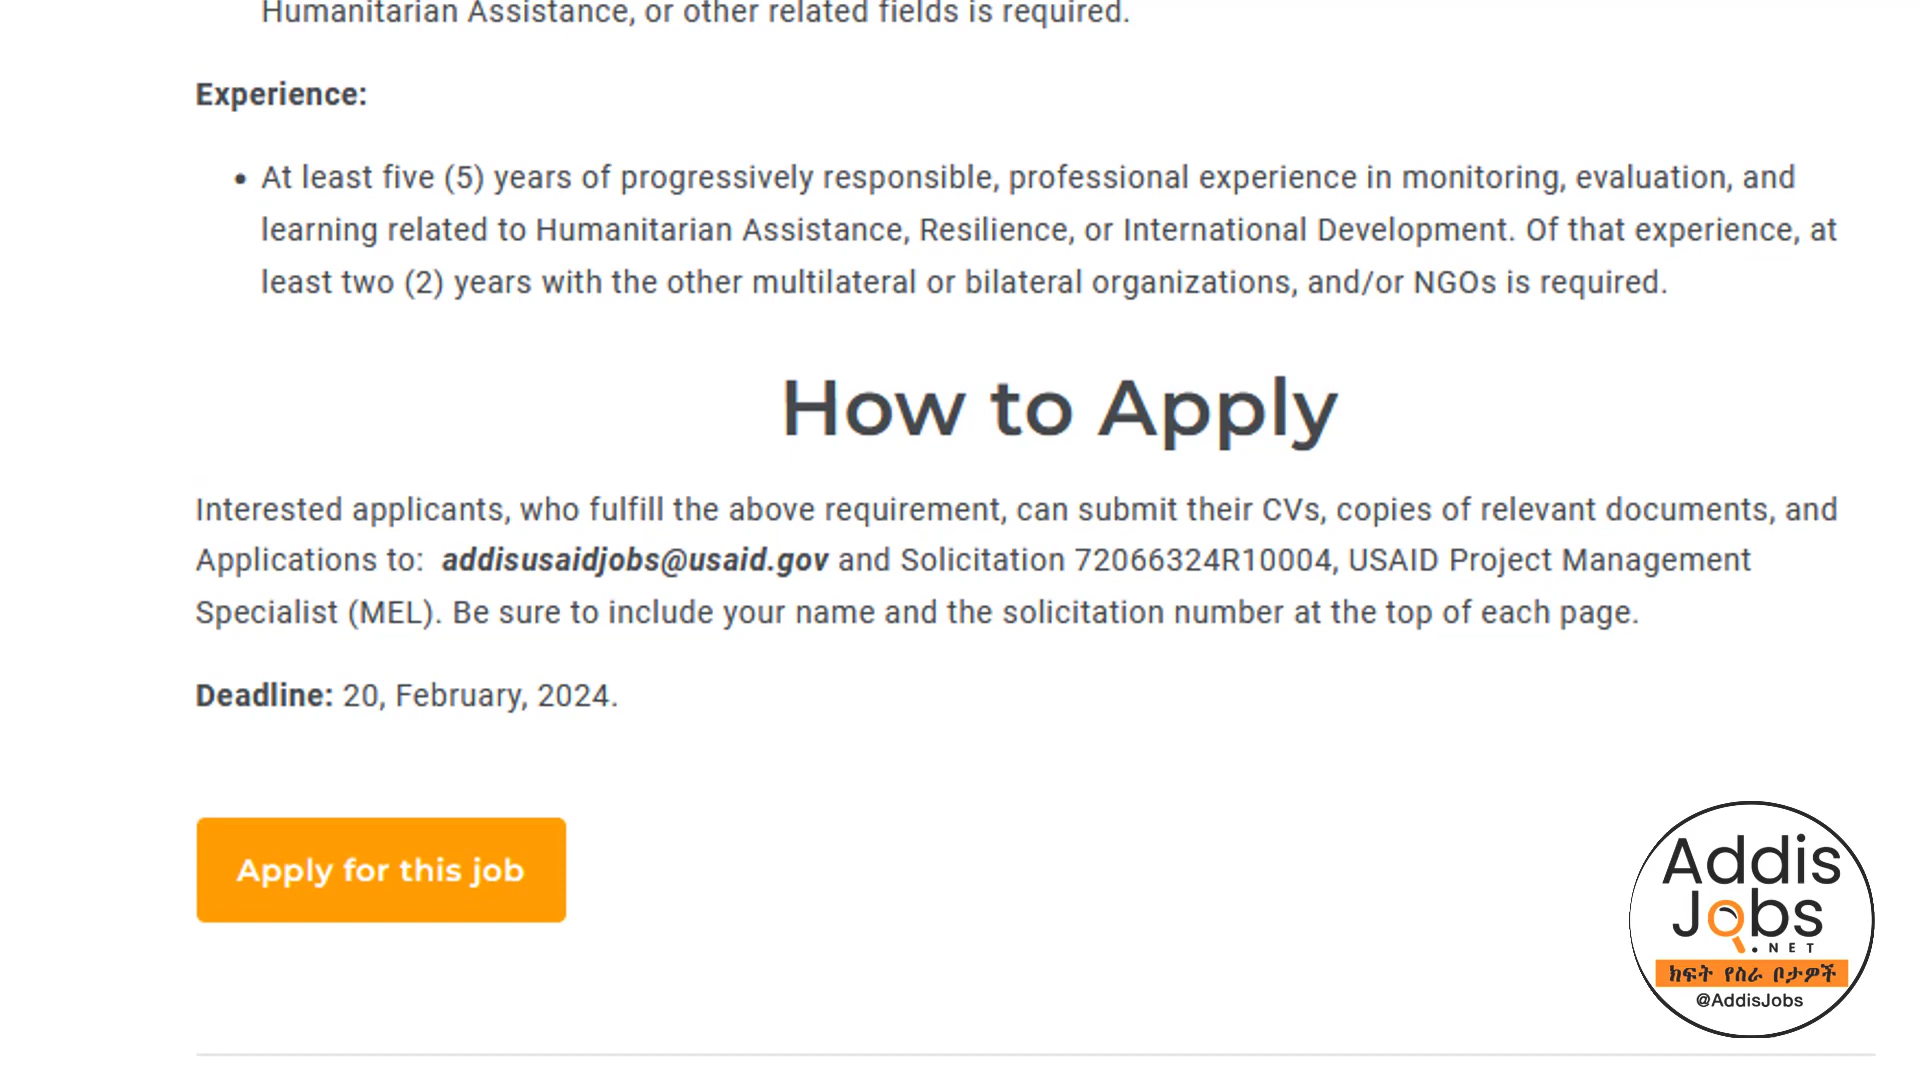 Humanitarian Assistance, or other related fields is required.
Experience:
• At least five (5) years of progressively responsible, professional experience in monitoring, evaluation, and
learning related to Humanitarian Assistance, Resilience, or International Development. Of that experience, at
least two (2) years with the other multilateral or bilateral organizations, and/or NGOs is required.
How to Apply
Interested applicants, who fulfill the above requirement, can submit their CVs, copies of relevant documents, and
Applications to: addisusaidjobs@usaid.gov and Solicitation 72066324R10004, USAID Project Management
Specialist (MEL). Be sure to include your name and the solicitation number at the top of each page.
Deadline: 20, February, 2024.
Apply for this job
Addis
Jobs
.NET
ክፍት የስራ ቦታዎች
@AddisJobs